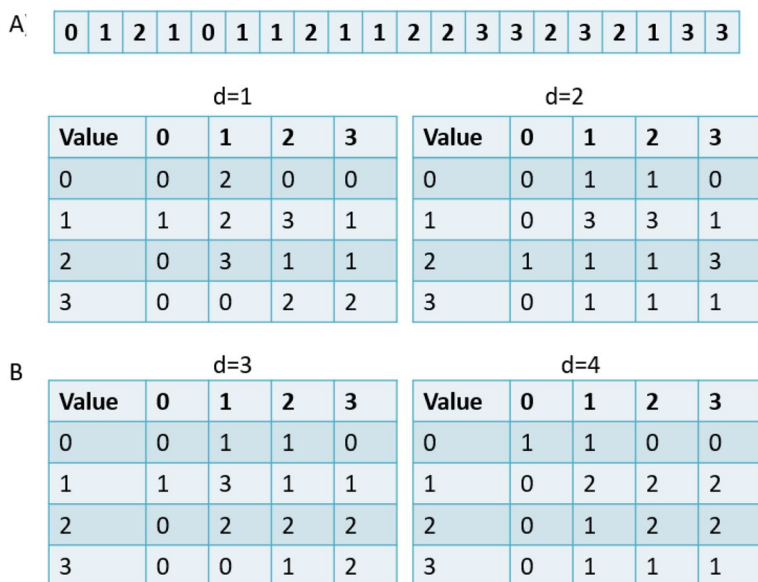 A)
0 1 2 1 0 1 1 2 1 1 2 2 3 3 2 3 2 1 3 3
d=1 d=2
Value 0 1 2 3 Value 0 1 2 3
0 0 2 0 0 0 0 1 1 0
1 1 2 3 1 1 0 3 3 1
2 0 3 1 1 2 1 1 1 3
3 0 0 2 2 3 0 1 1 1
B d=3 d=4
Value 0 1 2 3 Value 0 1 2 3
0 0 1 1 0 0 1 1 0 0
1 1 3 1 1 1 0 2 2 2
2 0 2 2 2 2 0 1 2 2
3 0 0 1 2 3 0 1 1 1